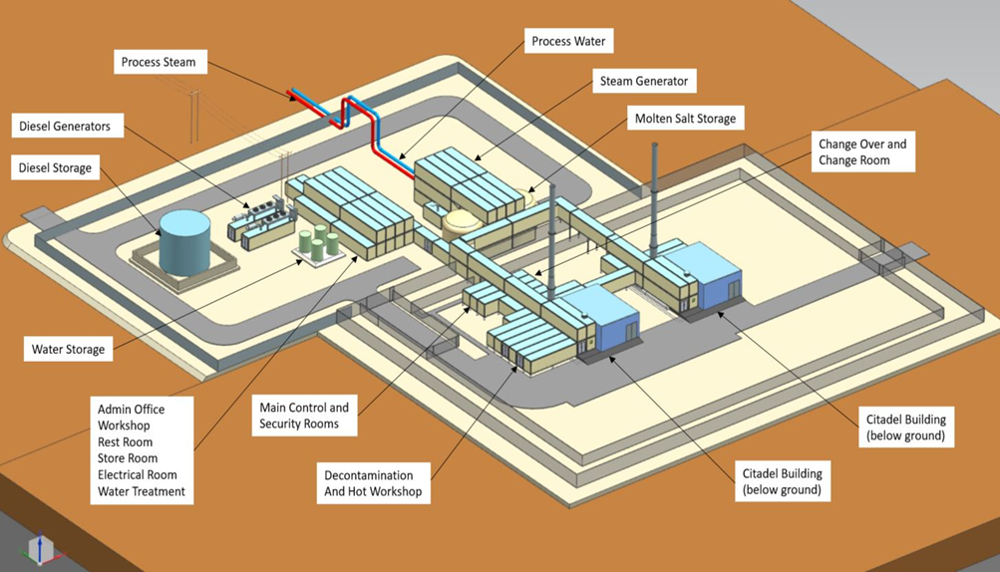 Process Water
Process Steam
Steam Generator
Molten Salt Storage
Diesel Generators
Change Over and
Change Room
Diesel Storage
Water Storage
Admin Office
Workshop
Rest Room
Store Room
Electrical Room
Water Treatment
Main Control and
Security Rooms
Decontamination
And Hot Workshop
Citadel Building
(below ground)
Citadel Building
(below ground)